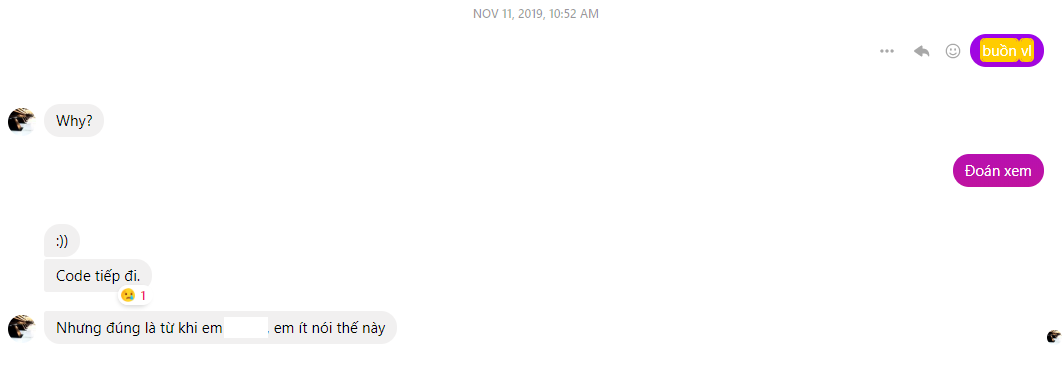 NOV 11, 2019, 10:52 AM
buồn vl
Why?
Đoán xem
:))
Code tiếp đi.
1
Nhưng đúng là từ khi em , em ít nói thế này